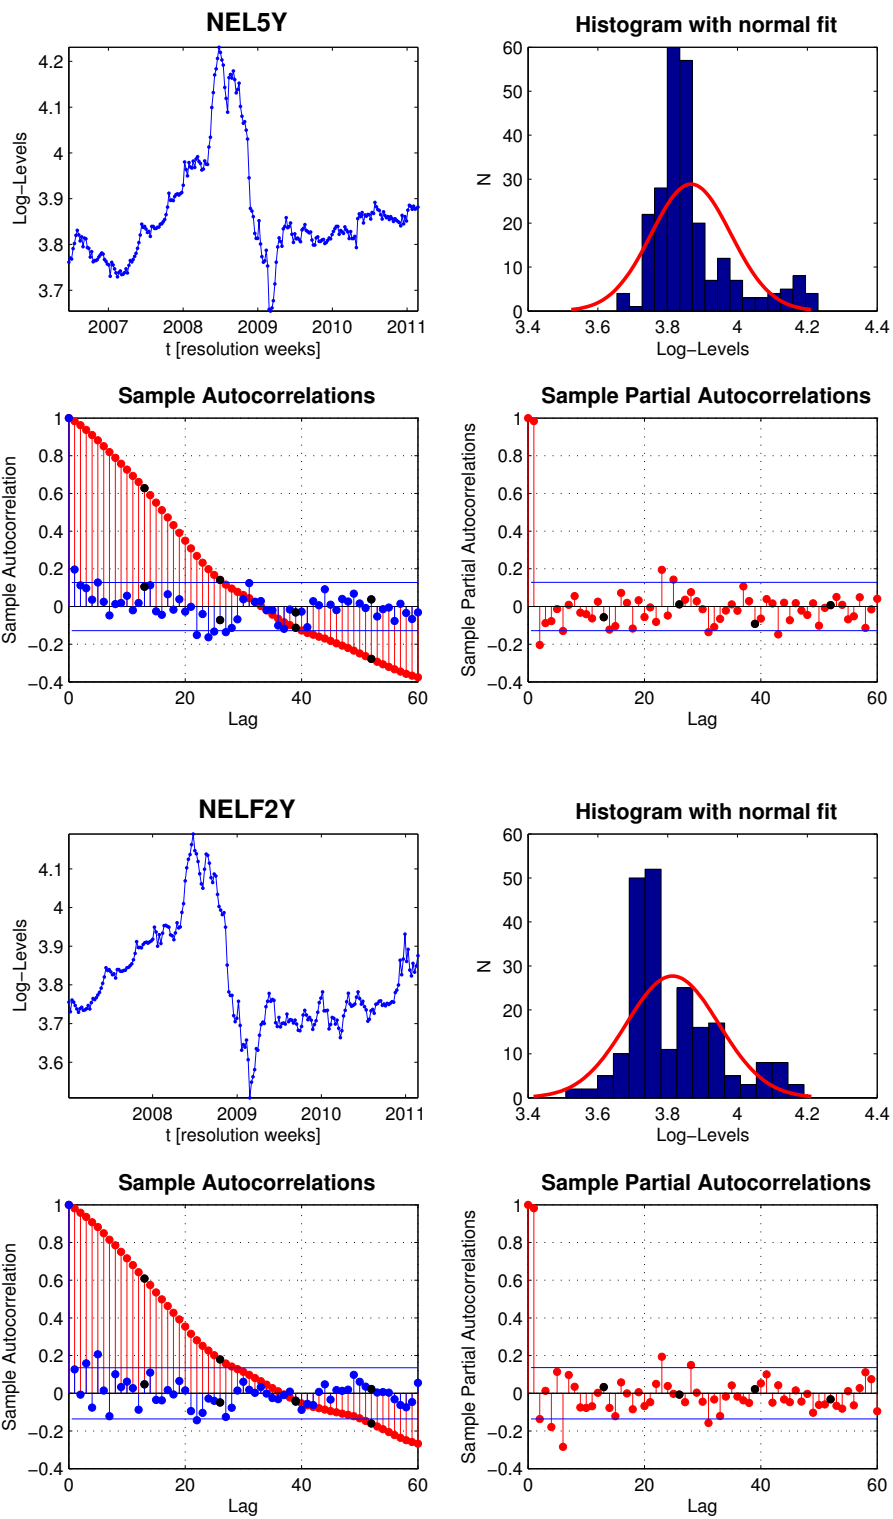 NEL5Y
Histogram with normal fit
4.2
4.1
4
3.9
3.8
3.7
Log−Levels
2007 2008 2009 2010 2011
t [resolution weeks]
60
50
40
30
20
10
0
N
3.4 3.6 3.8 4 4.2 4.4
Log−Levels
Sample Autocorrelations
Sample Partial Autocorrelations
1
0.8
0.6
0.4
0.2
0
−0.2
−0.4
Sample Autocorrelation
0 20 40 60
Lag
1
0.8
0.6
0.4
0.2
0
−0.2
−0.4
Sample Partial Autocorrelations
0 20 40 60
Lag
NELF2Y
Histogram with normal fit
4.1
4
3.9
3.8
3.7
3.6
Log−Levels
2008 2009 2010 2011
t [resolution weeks]
60
50
40
30
20
10
0
N
3.4 3.6 3.8 4 4.2 4.4
Log−Levels
Sample Autocorrelations
Sample Partial Autocorrelations
1
0.8
0.6
0.4
0.2
0
−0.2
−0.4
Sample Autocorrelation
0 20 40 60
Lag
1
0.8
0.6
0.4
0.2
0
−0.2
−0.4
Sample Partial Autocorrelations
0 20 40 60
Lag